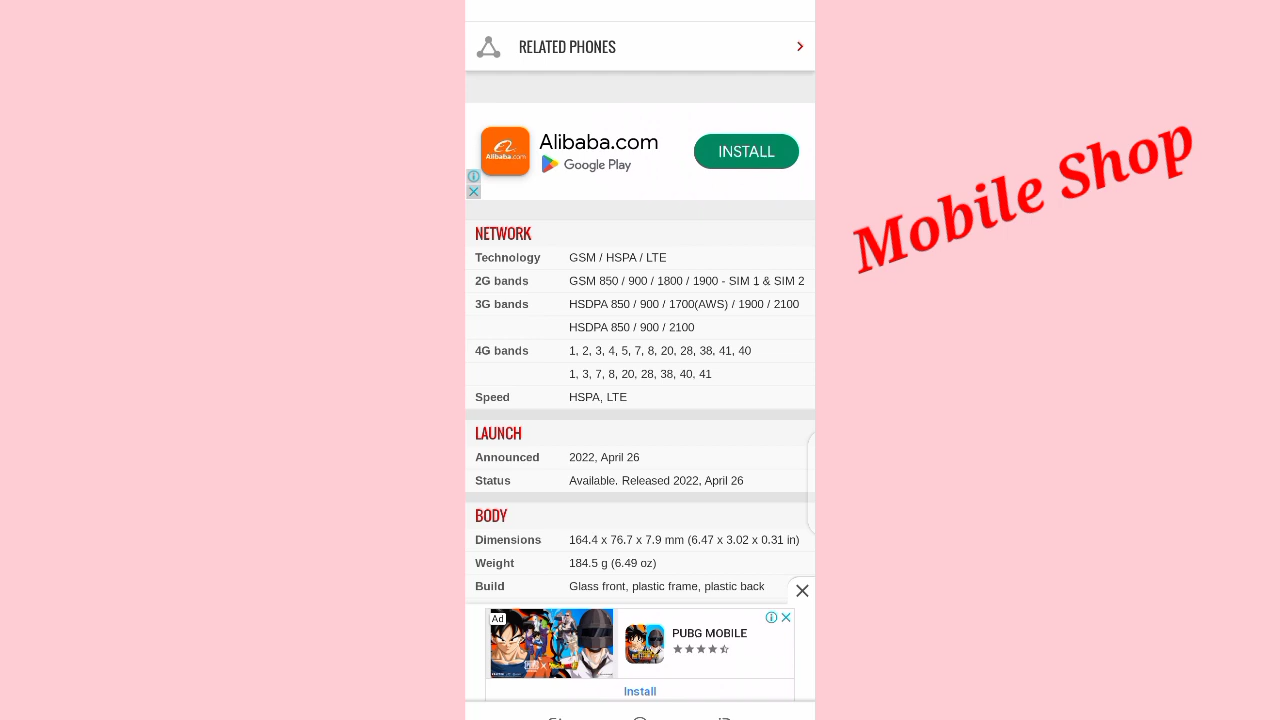 RELATED PHONES
Alibaba.com
Alibaba.com
Google Play
INSTALL
Mobile Shop
NETWORK
Technology GSM / HSPA / LTE
2G bands GSM 850 / 900 / 1800 / 1900 - SIM 1 & SIM 2
3G bands HSDPA 850 / 900 / 1700(AWS) / 1900 / 2100
HSDPA 850 / 900 / 2100
4G bands 1, 2, 3, 4, 5, 7, 8, 20, 28, 38, 41, 40
1, 3, 7, 8, 20, 28, 38, 40, 41
Speed HSPA, LTE
LAUNCH
Announced 2022, April 26
Status Available. Released 2022, April 26
BODY
Dimensions 164.4 x 76.7 x 7.9 mm (6.47 x 3.02 x 0.31 in)
Weight 184.5 g (6.49 oz)
Build Glass front, plastic frame, plastic back
Ad
PUBG MOBILE
Install